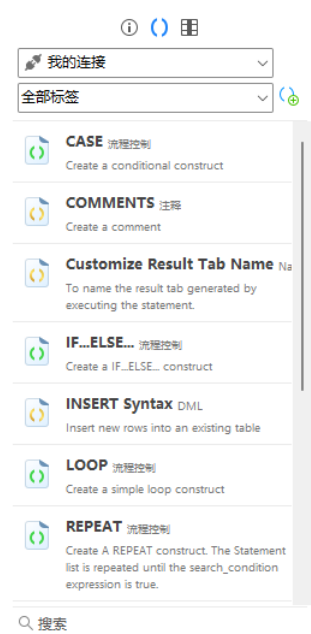 我的连接
全部标签
CASE 流程控制
Create a conditional construct
COMMENTS 注释
Create a comment
Customize Result Tab Name Na
To name the result tab generated by
executing the statement.
IF...ELSE... 流程控制
Create a IF...ELSE... construct
INSERT Syntax DML
Insert new rows into an existing table
LOOP 流程控制
Create a simple loop construct
REPEAT 流程控制
Create A REPEAT construct. The Statement
list is repeated until the search_condition
expression is true.
搜索